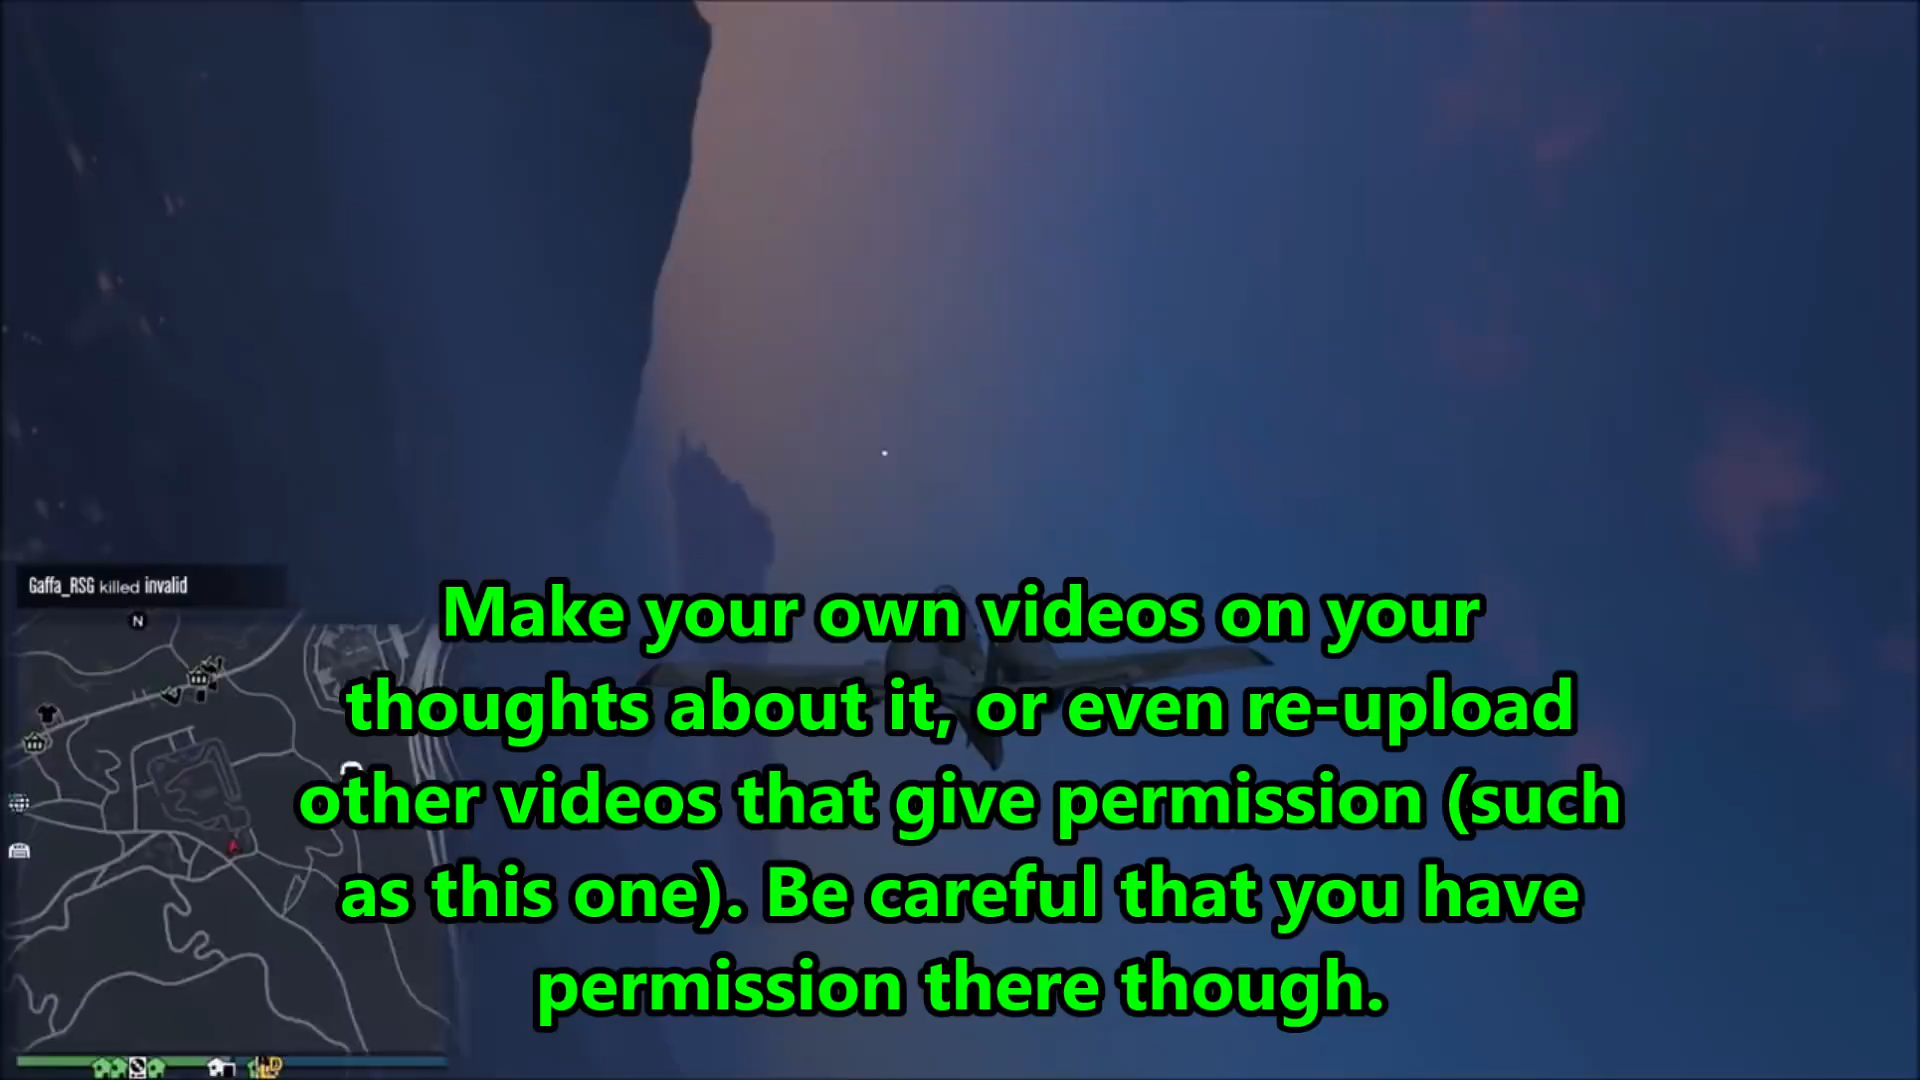 Gaffa_RSG killed invalid
N
Make your own videos on your
thoughts about it, or even re-upload
other videos that give permission (such
as this one). Be careful that you have
permission there though.